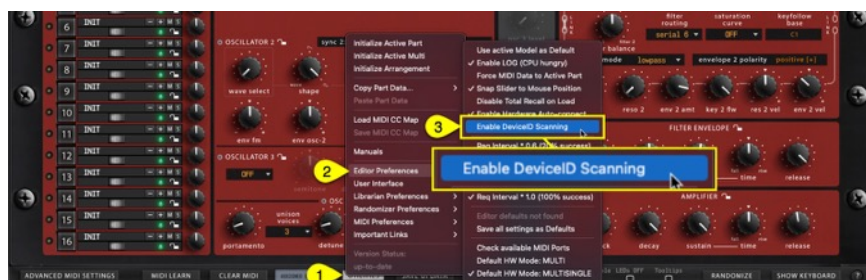 filter routing
saturation curve
keyfollow base
serial 6
OFF
C1
6 INIT
7 INIT
8 INIT
9 INIT
10 INIT
11 INIT
12 INIT
13 INIT
14 INIT
15 INIT
16 INIT
OSCILLATOR 2
wave select
shape
env fm
env osc-2
OSCILLATOR 3
OFF
semitone
unison voices
3
portamento
detune
Initialize Active Part
Initialize Active Multi
Initialize Arrangement
Copy Part Data...
Paste Part Data
Load MIDI CC Map
Save MIDI CC Map
Manuals
2
Editor Preferences
User Interface
Librarian Preferences
Randomizer Preferences
MIDI Preferences
Important Links
Version Status:
up-to-date
Use active Model as Default
Enable LOG (CPU hungry)
Force MIDI Data to Active Part
Snap Slider to Mouse Position
Disable Total Recall on Load
Enable Hardware Auto-connect
3
Enable DeviceID Scanning
Enable DeviceID Scanning
Req Interval * 1.0 (100% success)
Editor defaults not found
Save all settings as Defaults
Check available MIDI Ports
Default HW Mode: MULTI
Default HW Mode: MULTISINGLE
balance
mode
lowpass
envelope 2 polarity
positive [+]
reso 2
env 2 amt
key 2 fw
res 2 vel
env 2 vel
FILTER ENVELOPE
time
release
AMPLIFIER
decay
sustain
time
release
ADVANCED MIDI SETTINGS
MIDI LEARN
CLEAR MIDI
1
LEDs OFF
Tooltips
RANDOMIZE
SHOW KEYBOARD
?